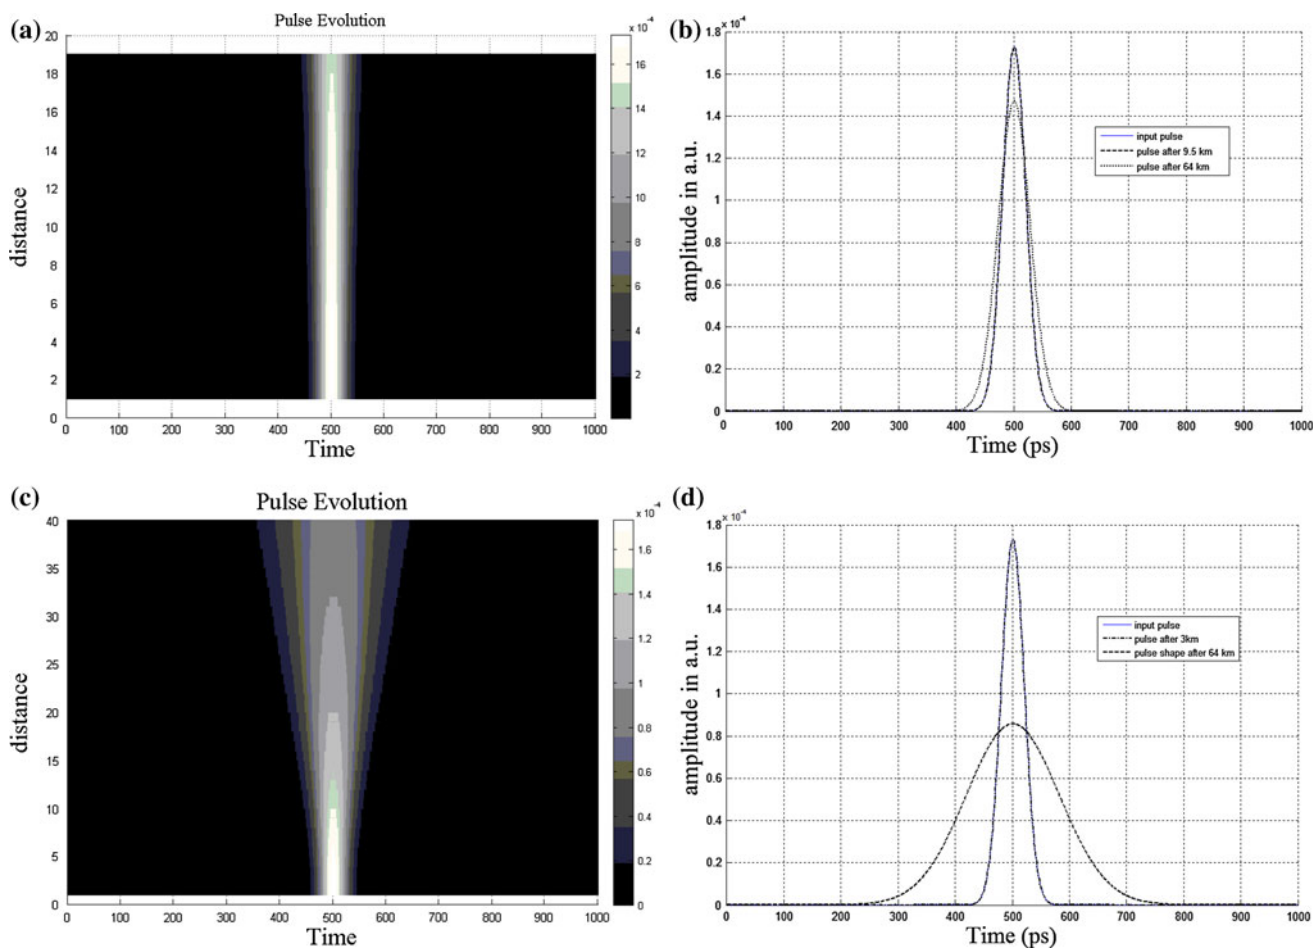 (a)
Pulse Evolution
x 10⁻⁴
20
18
16
14
12
10
8
6
4
2
0
distance
0 100 200 300 400 500 600 700 800 900 1000
Time
16
14
12
10
8
6
4
2
(b)
x 10⁻⁴
1.8
1.6
1.4
1.2
1
0.8
0.6
0.4
0.2
0
amplitude in a.u.
input pulse
pulse after 9.5 km
pulse after 64 km
0 100 200 300 400 500 600 700 800 900 1000
Time (ps)
(c)
Pulse Evolution
x 10⁻⁴
40
35
30
25
20
15
10
5
0
distance
0 100 200 300 400 500 600 700 800 900 1000
Time
1.6
1.4
1.2
1
0.8
0.6
0.4
0.2
(d)
x 10⁻⁴
1.8
1.6
1.4
1.2
1
0.8
0.6
0.4
0.2
0
amplitude in a.u.
input pulse
pulse after 3km
pulse shape after 64 km
0 100 200 300 400 500 600 700 800 900 1000
Time (ps)